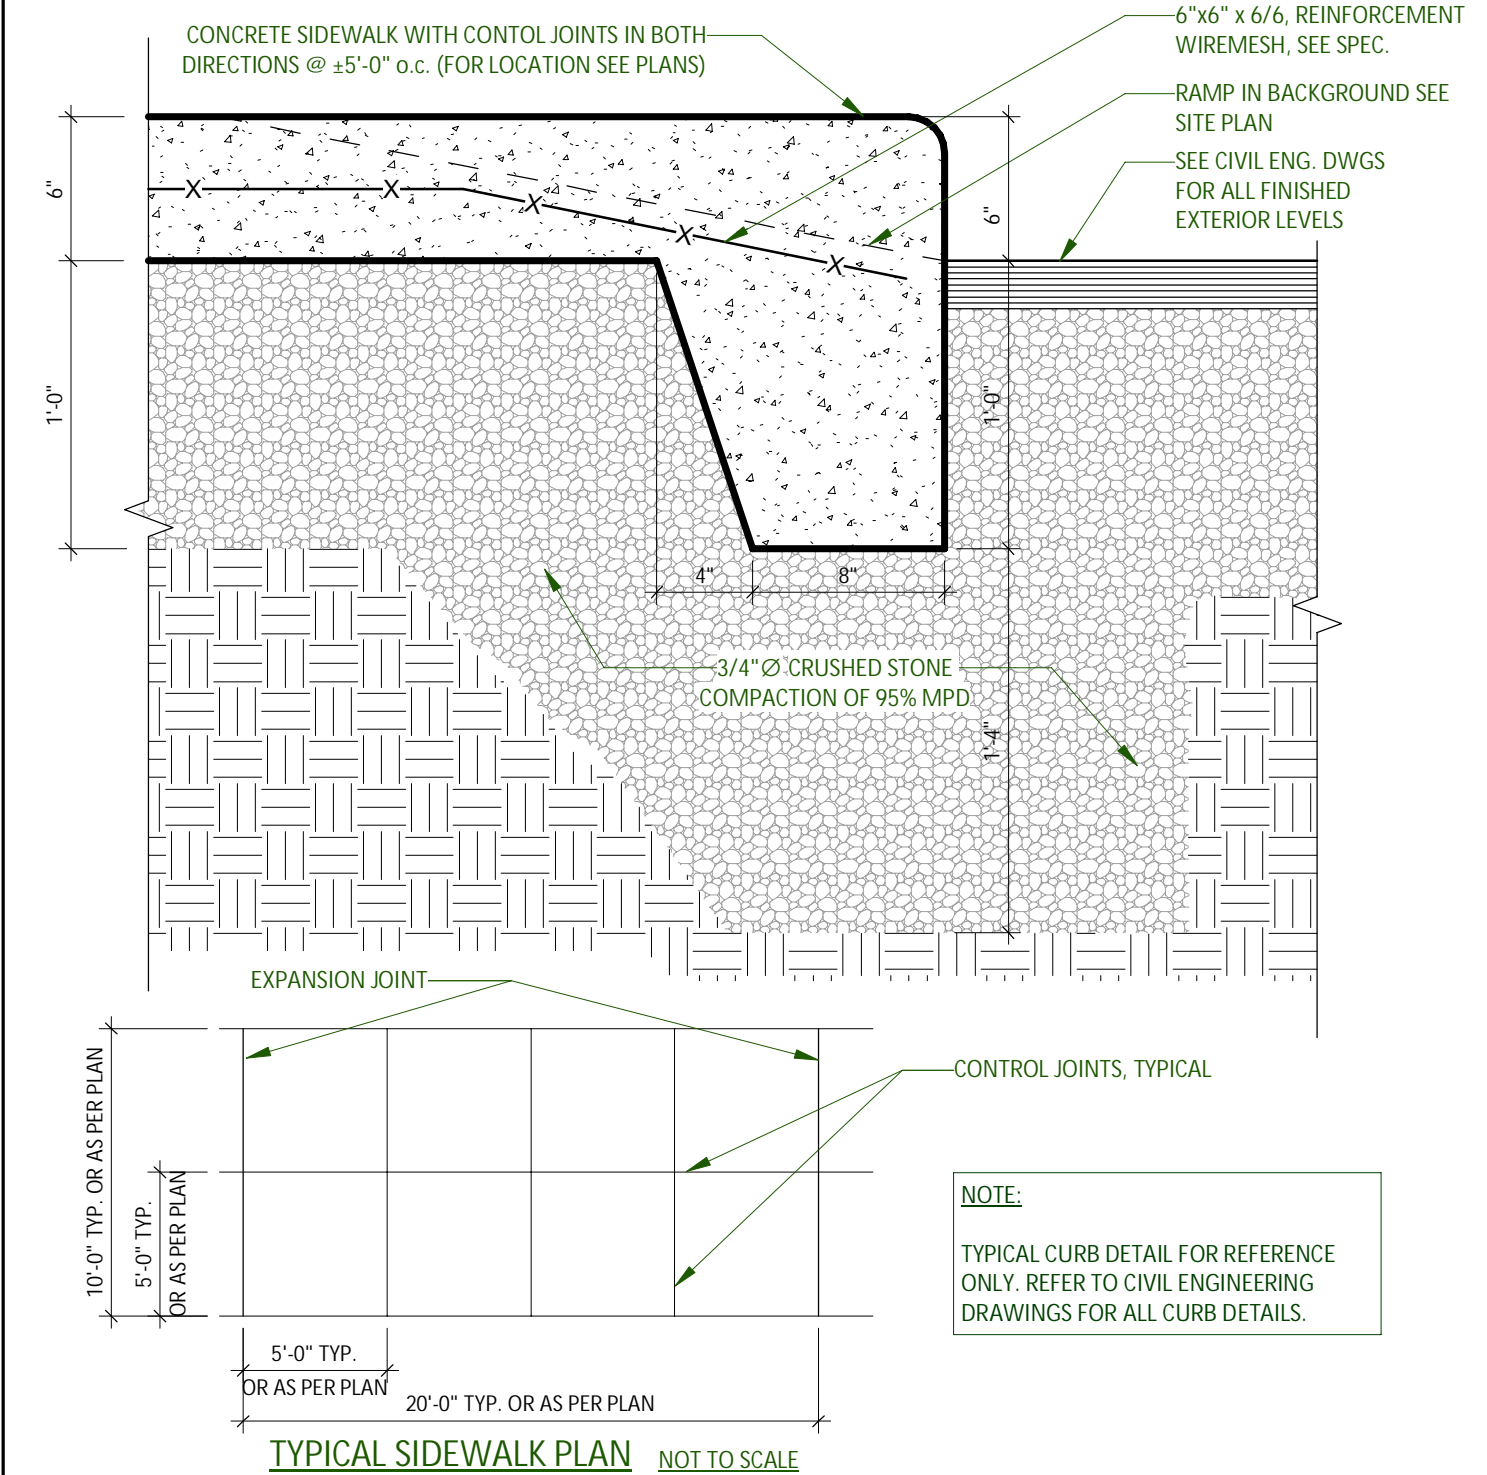 6"x6" x 6/6, REINFORCEMENT
WIREMESH, SEE SPEC.
CONCRETE SIDEWALK WITH CONTOL JOINTS IN BOTH
DIRECTIONS @ ±5'-0" o.c. (FOR LOCATION SEE PLANS)
RAMP IN BACKGROUND SEE
SITE PLAN
SEE CIVIL ENG. DWGS
FOR ALL FINISHED
EXTERIOR LEVELS
6"
6"
X
X
X
X
X
1'-0"
1'-0"
4"
8"
3/4"Ø CRUSHED STONE
COMPACTION OF 95% MPD
1'-4"
EXPANSION JOINT
CONTROL JOINTS, TYPICAL
10'-0" TYP. OR AS PER PLAN
5'-0" TYP.
OR AS PER PLAN
NOTE:
TYPICAL CURB DETAIL FOR REFERENCE
ONLY. REFER TO CIVIL ENGINEERING
DRAWINGS FOR ALL CURB DETAILS.
5'-0" TYP.
OR AS PER PLAN
20'-0" TYP. OR AS PER PLAN
TYPICAL SIDEWALK PLAN NOT TO SCALE